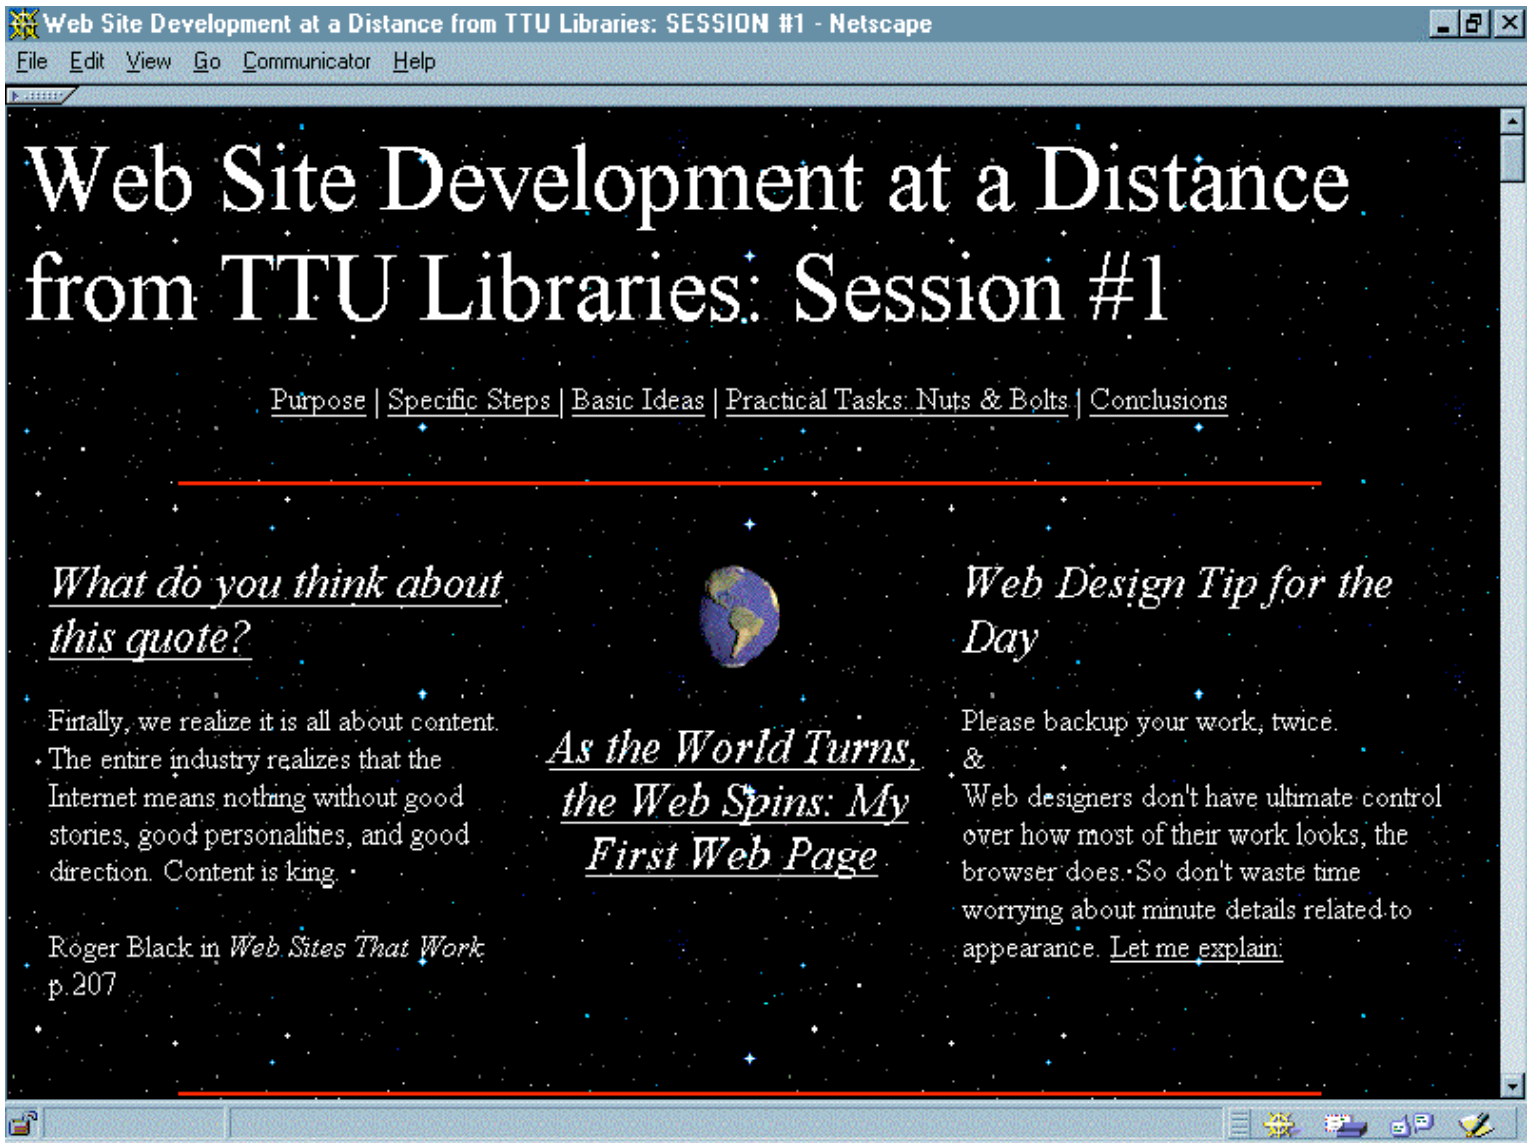 Web Site Development at a Distance from TTU Libraries: SESSION #1 - Netscape
File Edit View Go Communicator Help
Web Site Development at a Distance
from TTU Libraries: Session #1
Purpose | Specific Steps | Basic Ideas | Practical Tasks: Nuts & Bolts | Conclusions
What do you think about
this quote?
Finally, we realize it is all about content.
The entire industry realizes that the
Internet means nothing without good
stories, good personalities, and good
direction. Content is king.
Roger Black in Web Sites That Work
p.207
As the World Turns,
the Web Spins: My
First Web Page
Web Design Tip for the
Day
Please backup your work, twice.
&
Web designers don't have ultimate control
over how most of their work looks, the
browser does. So don't waste time
worrying about minute details related to
appearance. Let me explain.